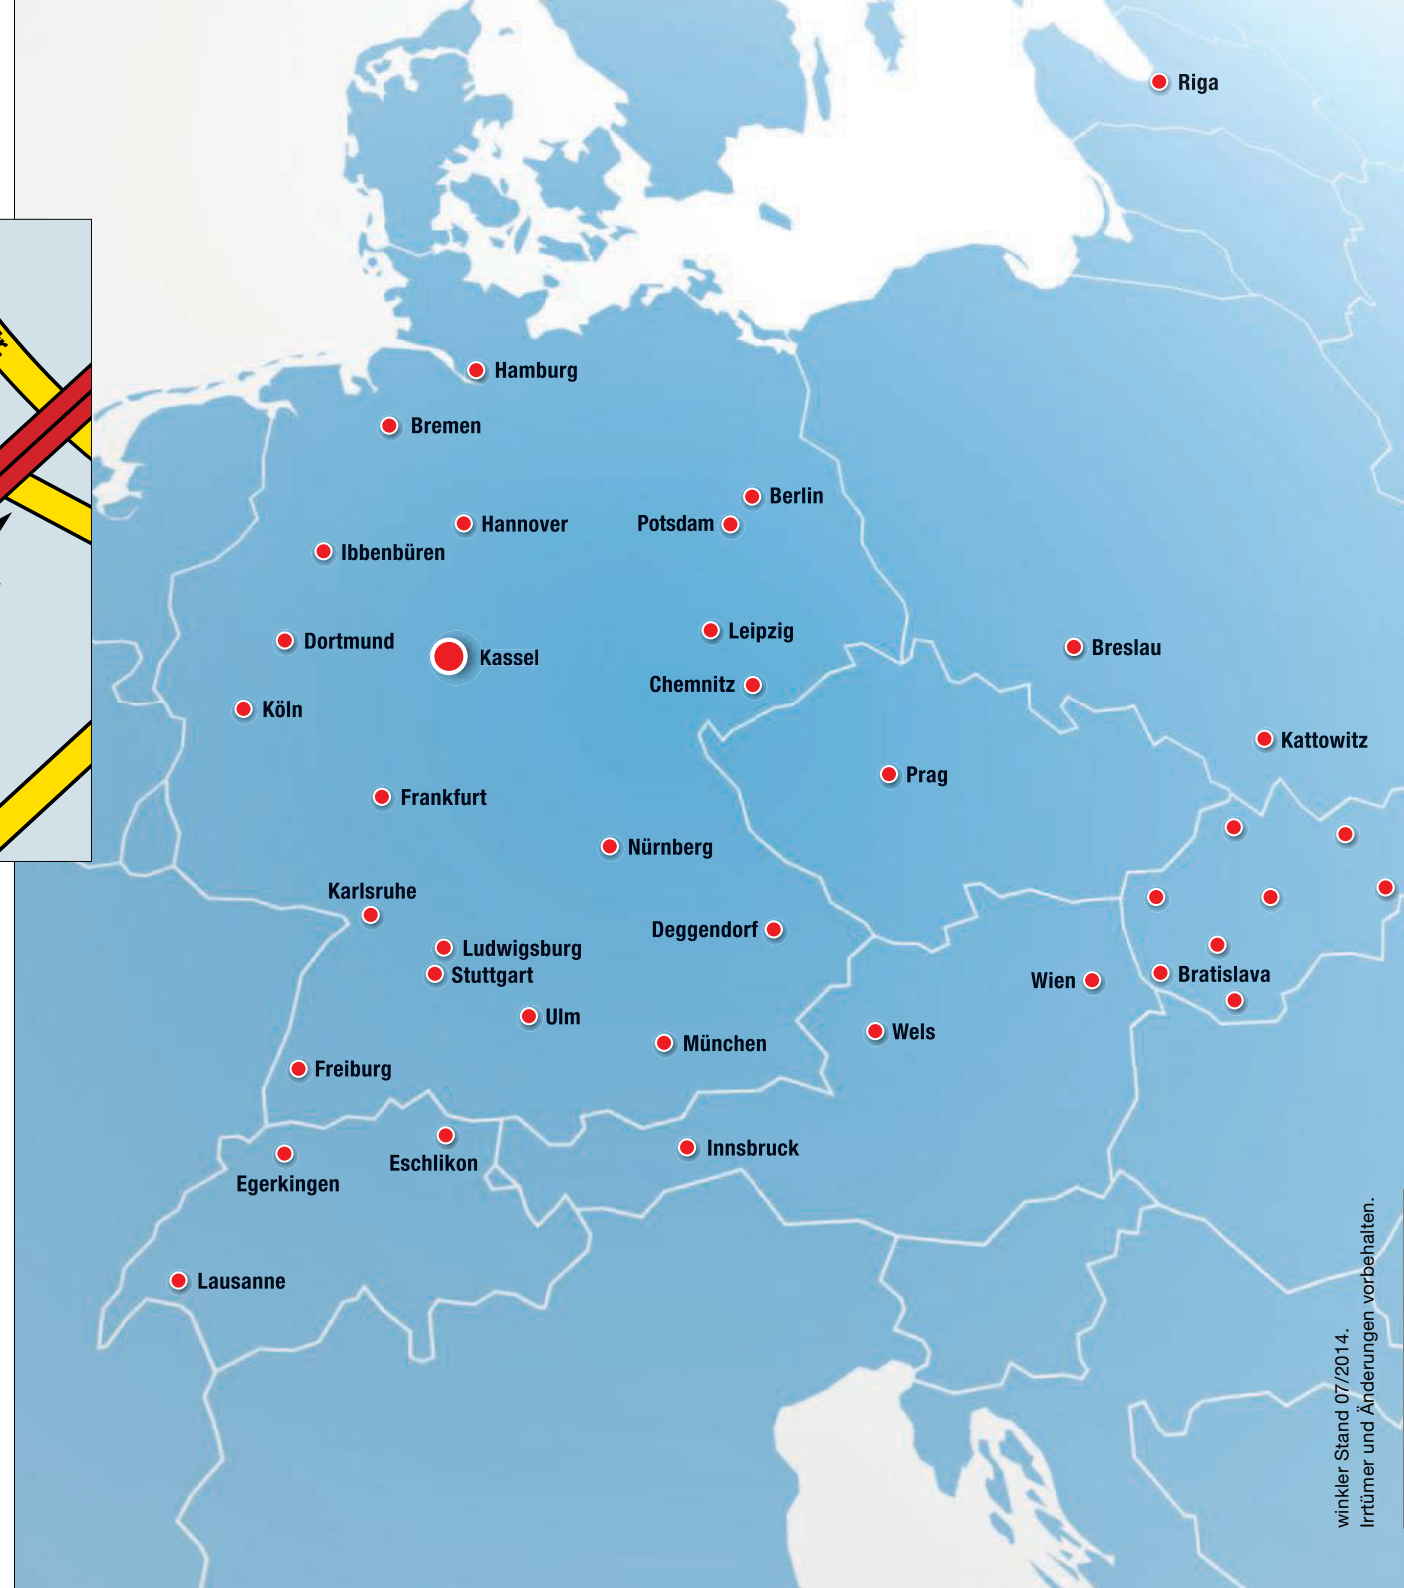 Riga
Hamburg
Bremen
Berlin
Hannover
Potsdam
Ibbenbüren
Leipzig
Dortmund
Breslau
Kassel
Chemnitz
Köln
Kattowitz
Prag
Frankfurt
Nürnberg
Karlsruhe
Deggendorf
Ludwigsburg
Stuttgart
Bratislava
Wien
Ulm
Wels
München
Freiburg
Innsbruck
Eschlikon
Egerkingen
Lausanne
winkler Stand 07/2014.
Irrtümer und Änderungen vorbehalten.